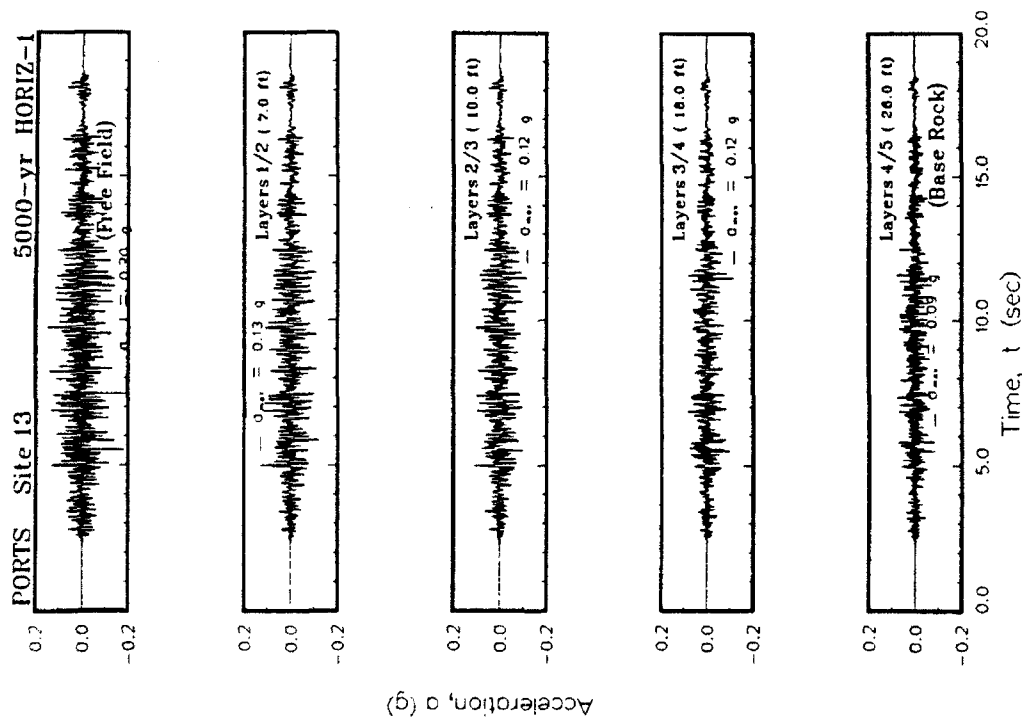 PORTS Site 13 5000-yr HORIZ-1
0.2
0.0
-0.2
(Free Field)
= 0.20 g
0.2
0.0
-0.2
Layers 1/2 ( 7.0 ft)
= 0.13 g
0.2
0.0
-0.2
Layers 2/3 ( 10.0 ft)
= 0.12 g
0.2
0.0
-0.2
Layers 3/4 ( 18.0 ft)
= 0.12 g
0.2
0.0
-0.2
Layers 4/5 ( 26.0 ft)
(Base Rock)
= 0.09 g
0.0 5.0 10.0 15.0 20.0
Time, t (sec)
Acceleration, a (g)